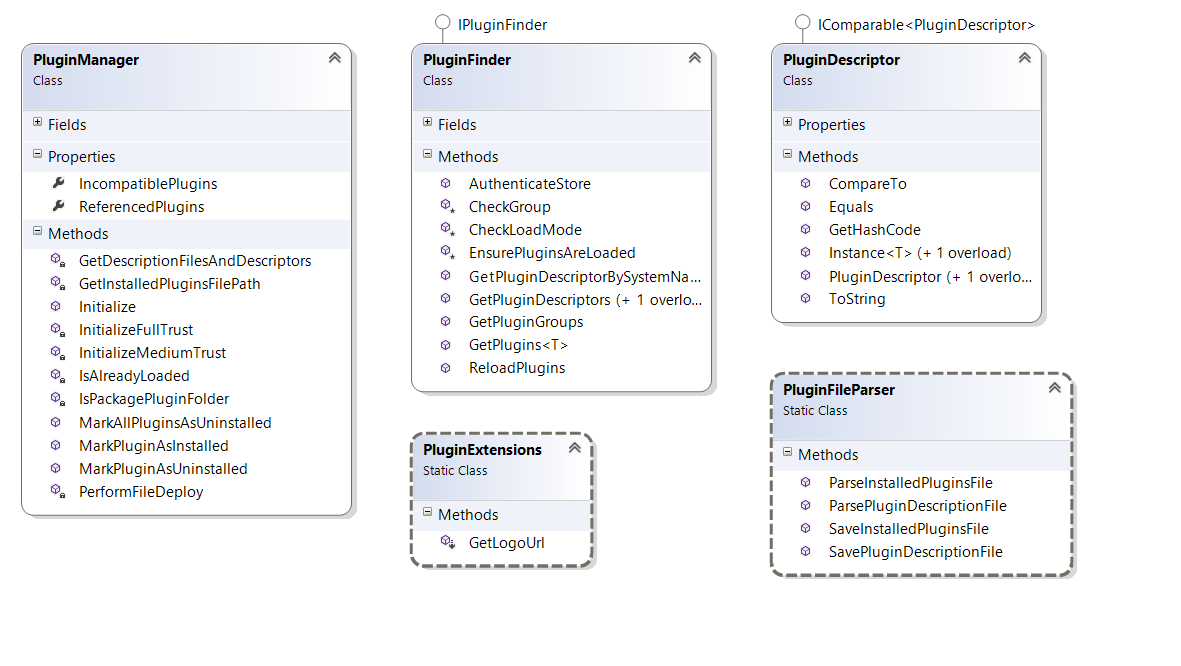 PluginManager
Class
Fields
Properties
IncompatiblePlugins
ReferencedPlugins
Methods
GetDescriptionFilesAndDescriptors
GetInstalledPluginsFilePath
Initialize
InitializeFullTrust
InitializeMediumTrust
IsAlreadyLoaded
IsPackagePluginFolder
MarkAllPluginsAsUninstalled
MarkPluginAsInstalled
MarkPluginAsUninstalled
PerformFileDeploy
IPluginFinder
PluginFinder
Class
Fields
Methods
AuthenticateStore
CheckGroup
CheckLoadMode
EnsurePluginsAreLoaded
GetPluginDescriptorBySystemNa...
GetPluginDescriptors (+ 1 overlo...
GetPluginGroups
GetPlugins<T>
ReloadPlugins
PluginExtensions
Static Class
Methods
GetLogoUrl
IComparable<PluginDescriptor>
PluginDescriptor
Class
Properties
Methods
CompareTo
Equals
GetHashCode
Instance<T> (+ 1 overload)
PluginDescriptor (+ 1 overlo...
ToString
PluginFileParser
Static Class
Methods
ParseInstalledPluginsFile
ParsePluginDescriptionFile
SaveInstalledPluginsFile
SavePluginDescriptionFile